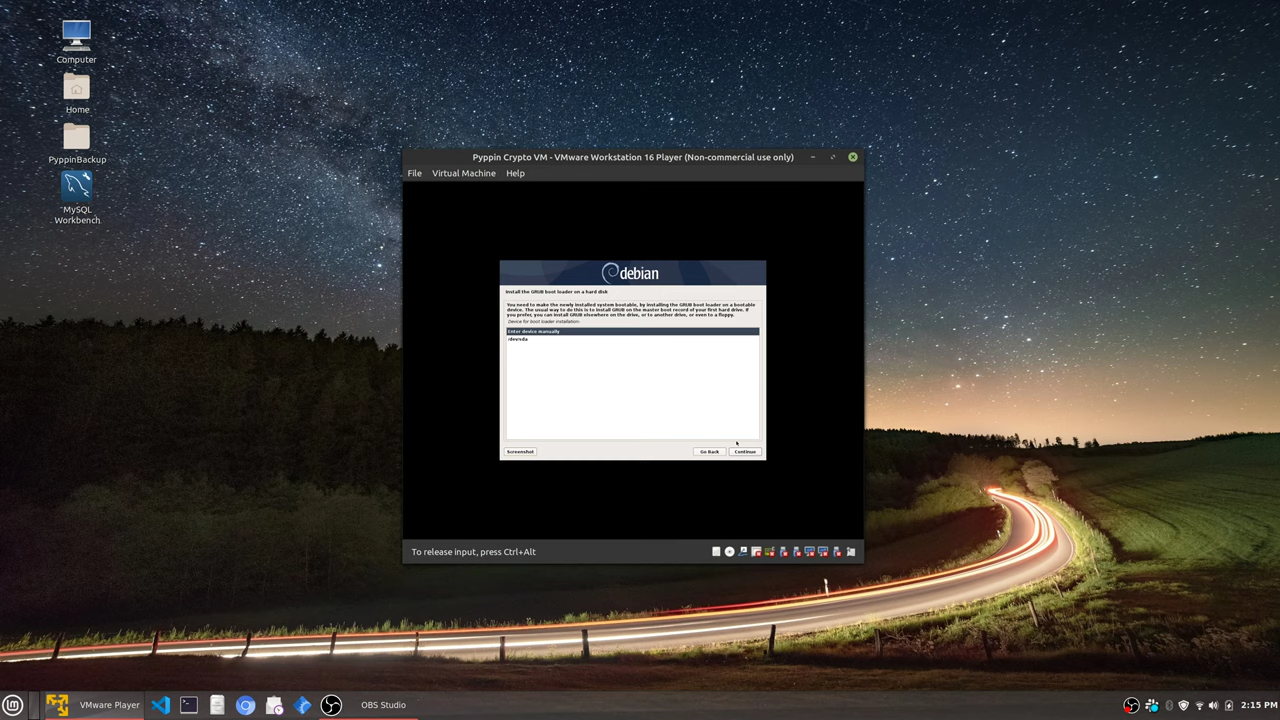 Computer
Home
PyppinBackup
MySQL
Workbench
Pyppin Crypto VM - VMware Workstation 16 Player (Non-commercial use only)
File Virtual Machine Help
debian
Install the GRUB boot loader on a hard disk
You need to make the newly installed system bootable, by installing the GRUB boot loader on a bootable
device. The usual way to do this is to install GRUB on the master boot record of your first hard drive. If
you prefer, you can install GRUB elsewhere on the drive, or to another drive, or even to a floppy.
Device for boot loader installation:
Enter device manually
/dev/sda
Screenshot Go Back Continue
To release input, press Ctrl+Alt
VMware Player OBS Studio 2:15 PM